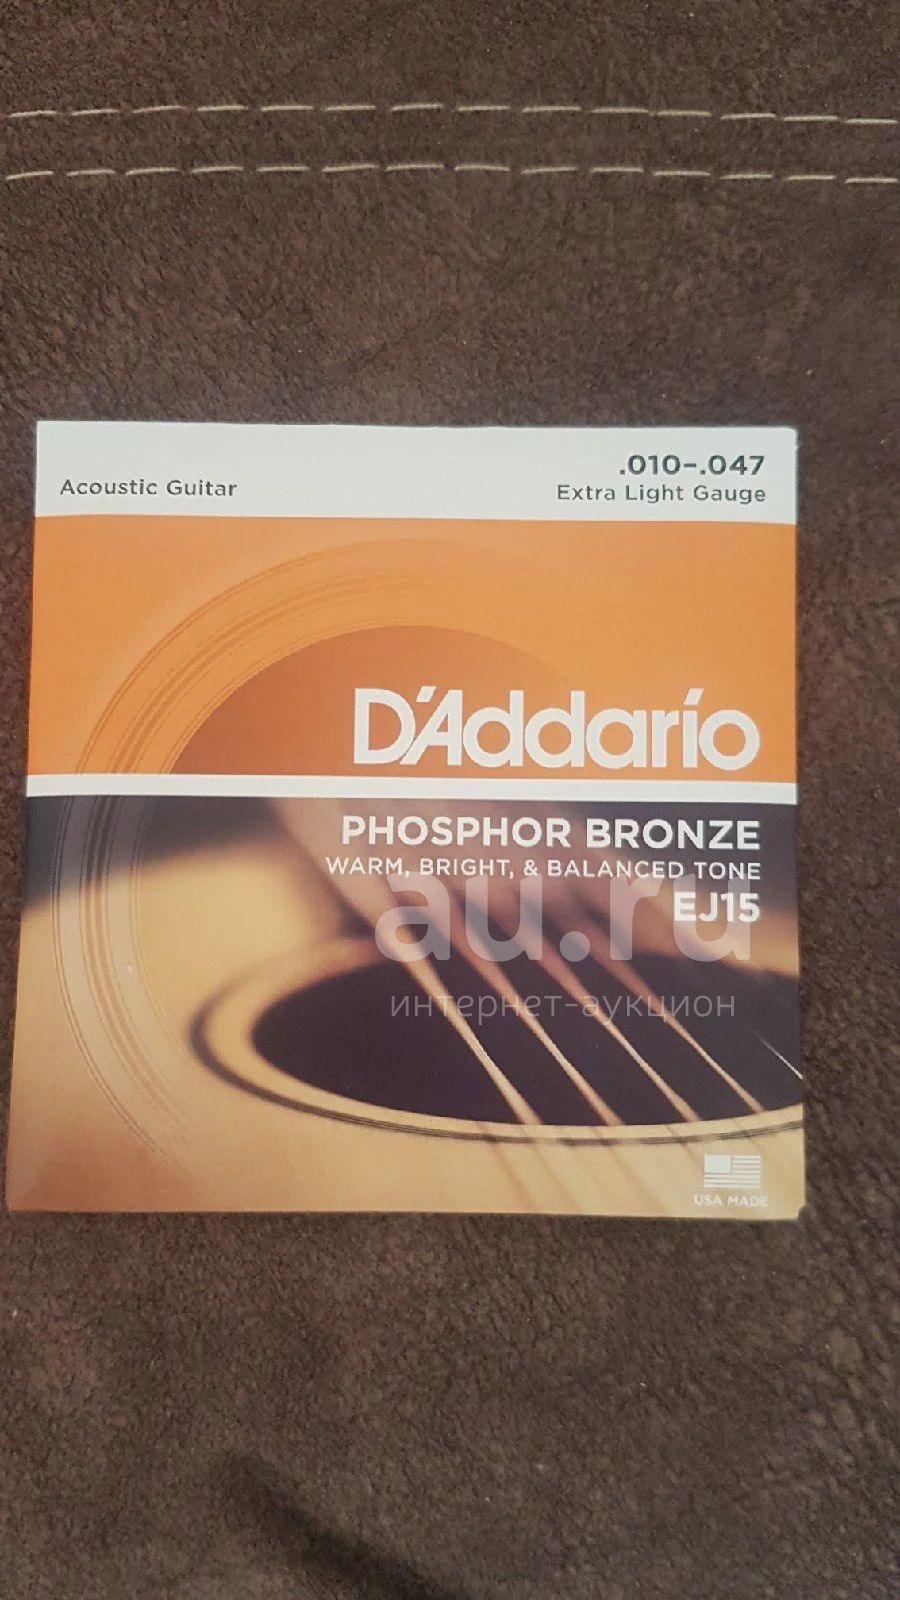 .010–.047
Acoustic Guitar
Extra Light Gauge
D'Addario
PHOSPHOR BRONZE
WARM, BRIGHT, & BALANCED TONE
EJ15
au.ru
интернет-аукцион
USA MADE